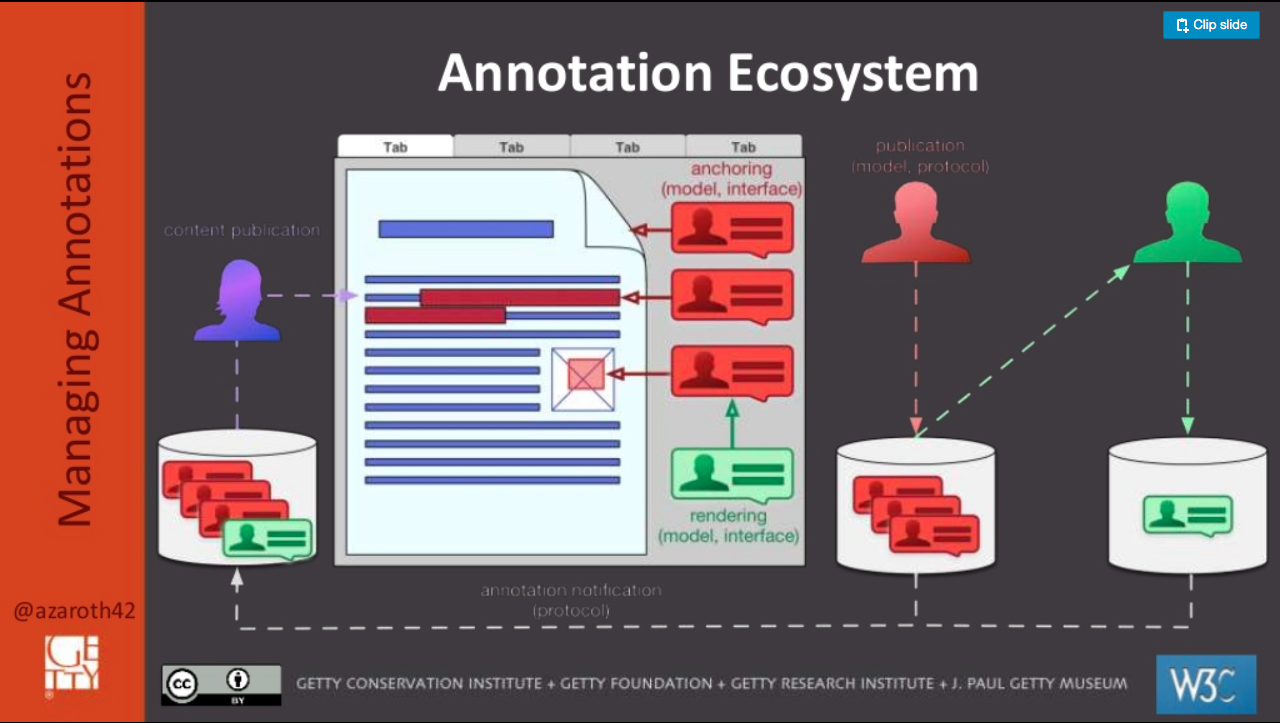 Clip slide
Managing Annotations
Annotation Ecosystem
Tab Tab Tab Tab
content publication
anchoring
(model, interface)
publication
(model, protocol)
rendering
(model, interface)
annotation notification
(protocol)
@azaroth42
GETTY
®
cc
BY
GETTY CONSERVATION INSTITUTE + GETTY FOUNDATION + GETTY RESEARCH INSTITUTE + J. PAUL GETTY MUSEUM
W3C